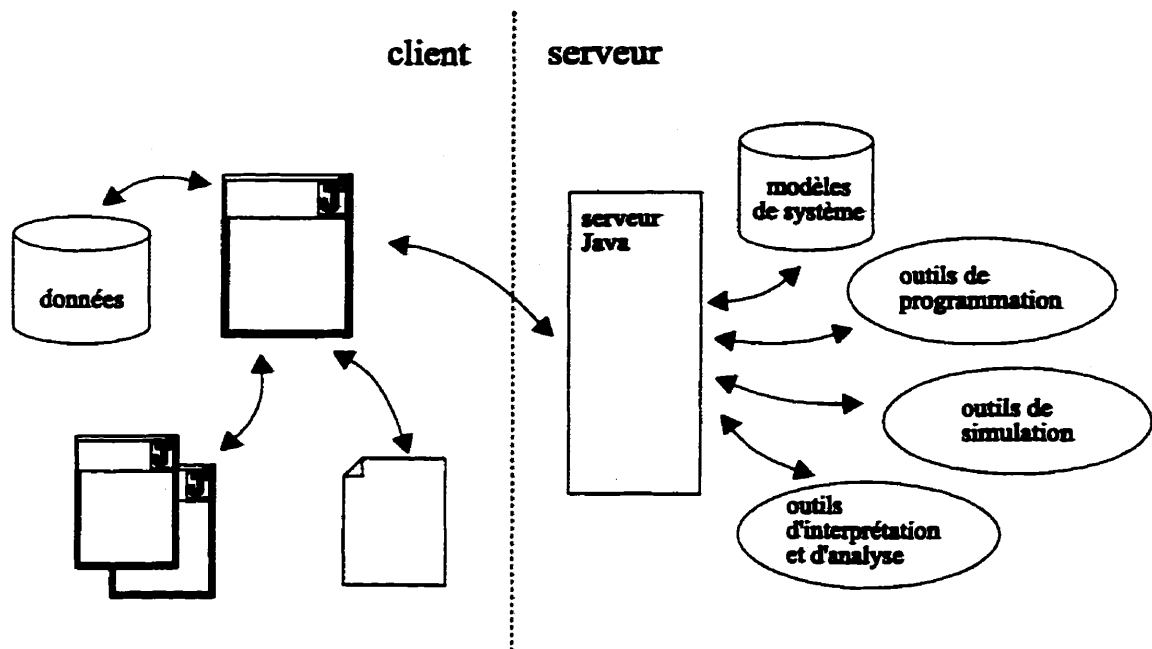 client
serveur
données
J
J
J
serveur
Java
modèles
de système
outils de
programmation
outils de
simulation
outils
d'interprétation
et d'analyse